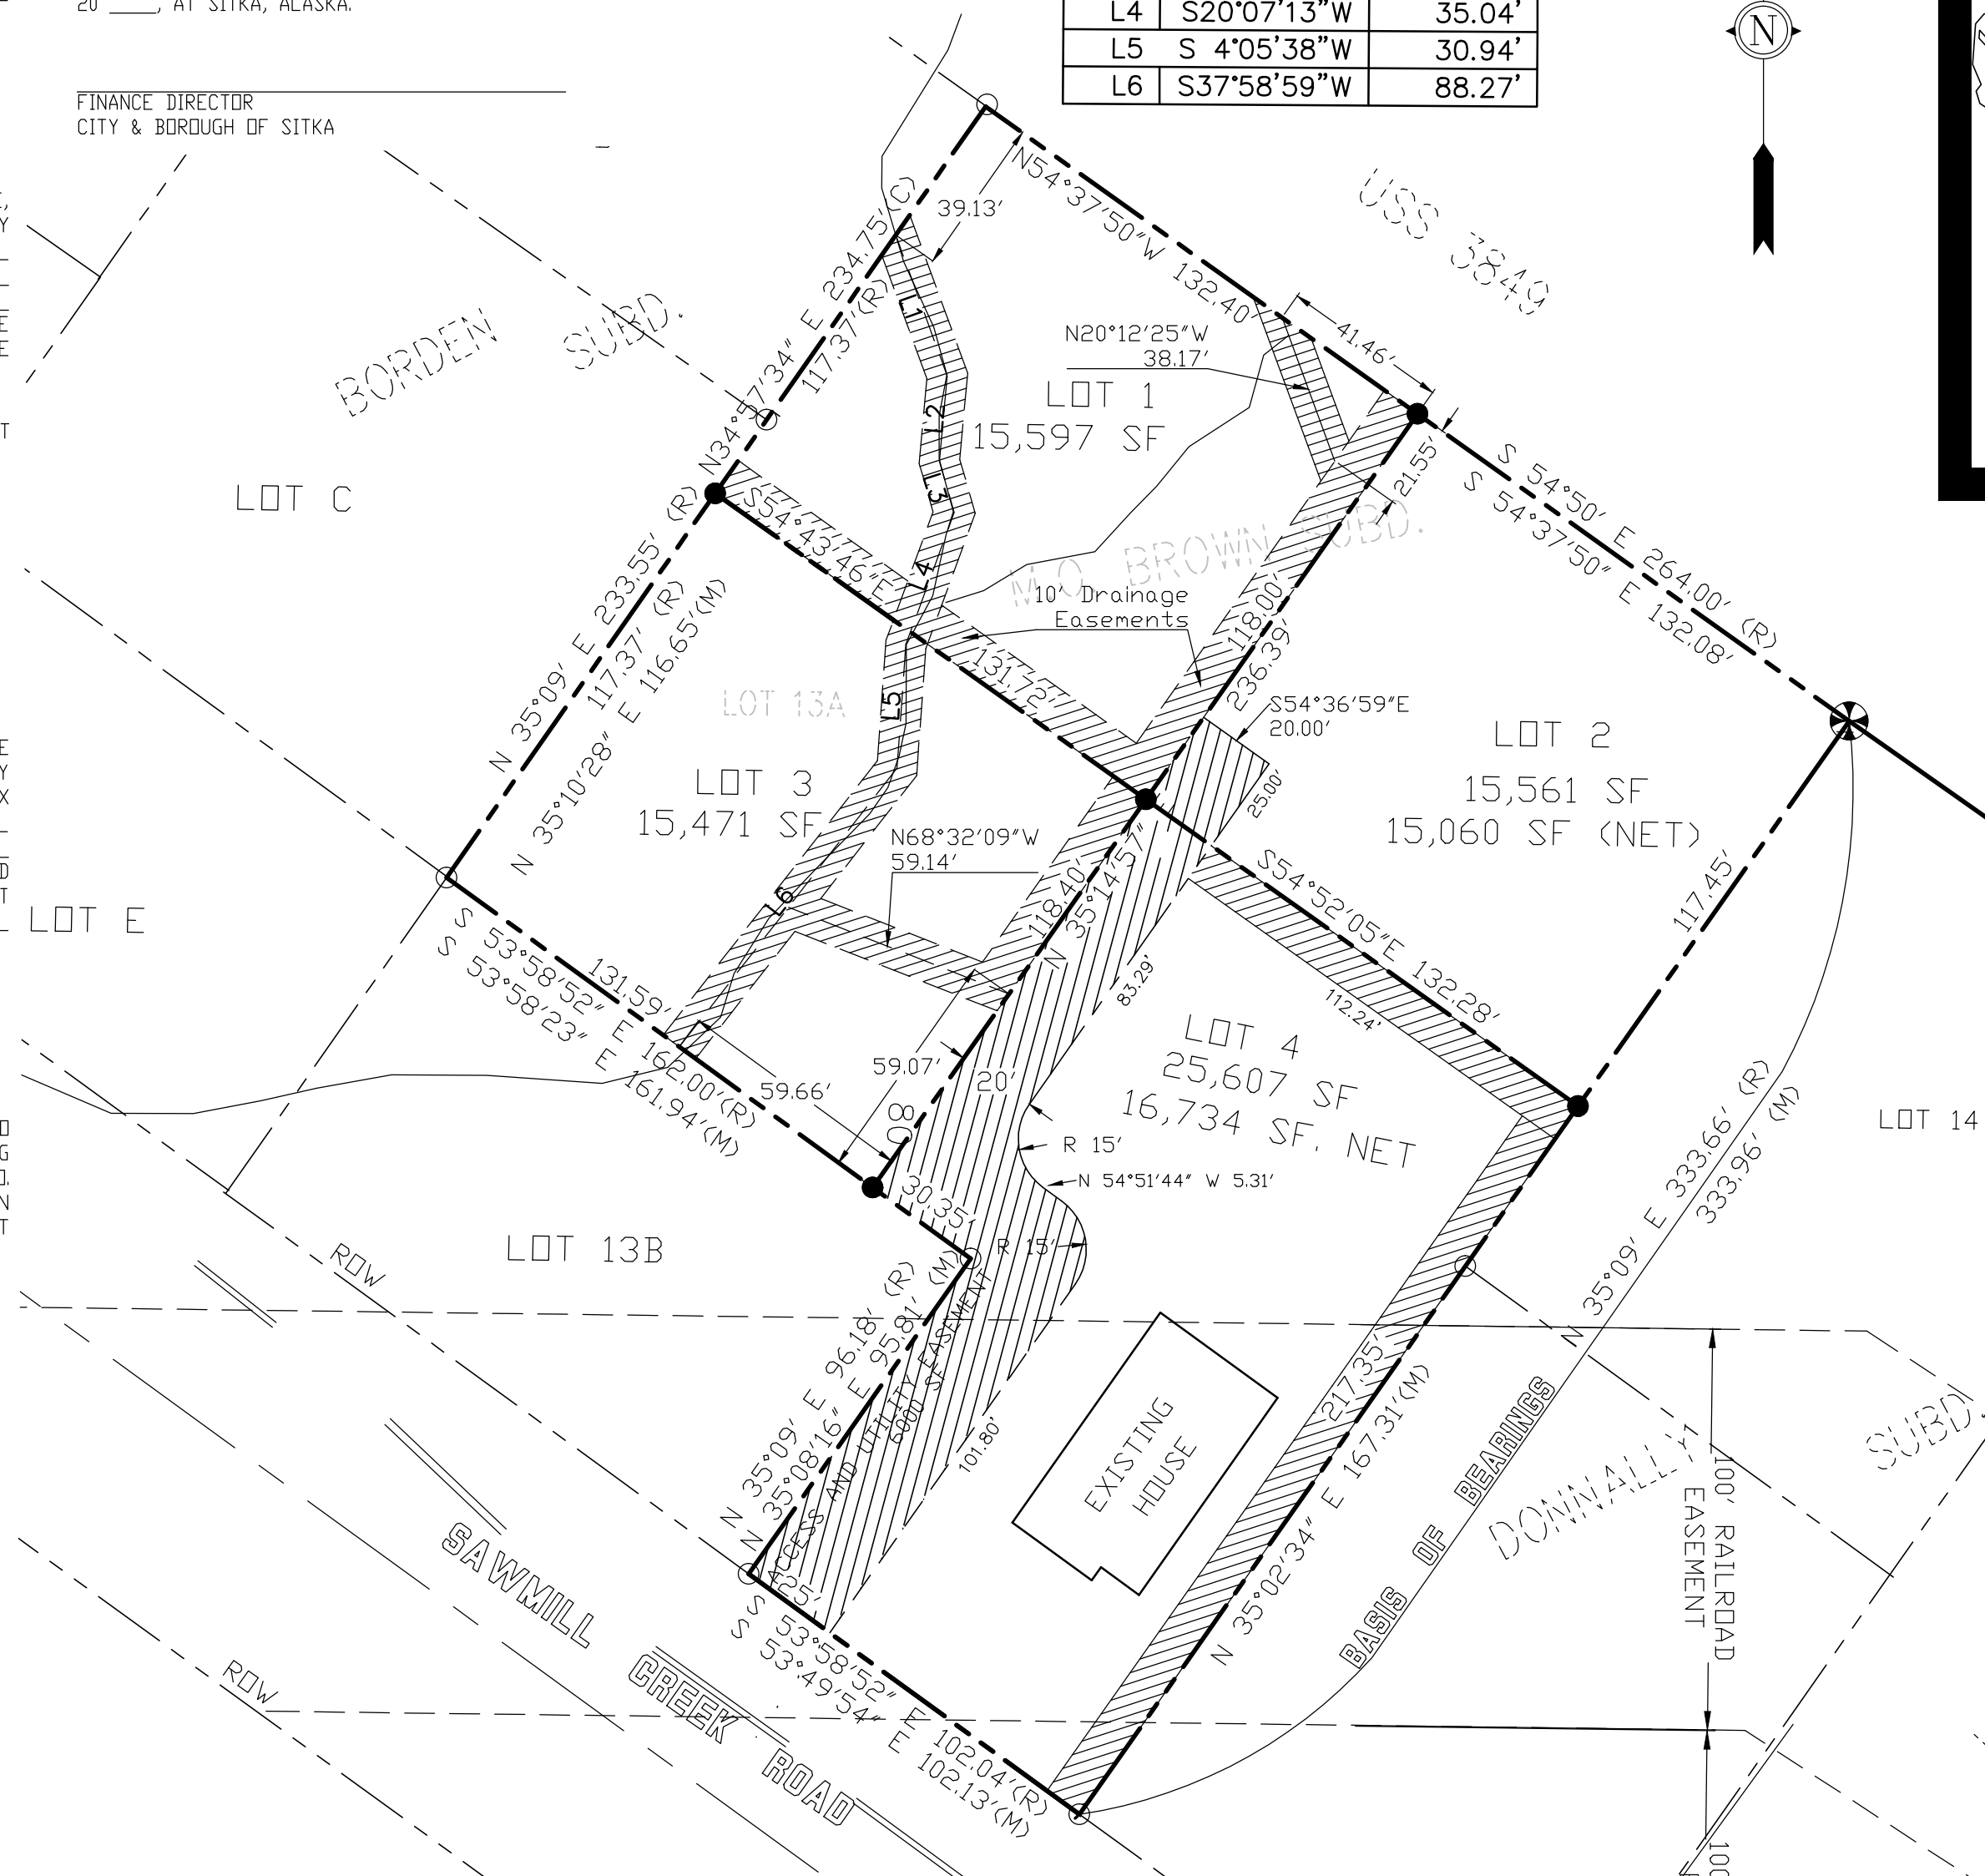 20 _____, AT SITKA, ALASKA.
FINANCE DIRECTOR
CITY & BOROUGH OF SITKA
L4 S20°07'13"W 35.04'
L5 S 4°05'38"W 30.94'
L6 S37°58'59"W 88.27'
N
USS 3849
BORDEN SUBD.
LOT C
LOT E
N34°57'34" E 234.75'(C)
117.37'(R)
39.13'
N54°37'50"W 132.40'
41.46'
N20°12'25"W
38.17'
LOT 1
15,597 SF
L1
L2
L3
L4
L5
L6
21.55'
S 54°50' E 264.00' (R)
S 54°37'50" E 132.08'
M.O. BROWN SUBD.
10' Drainage
Easements
S54°43'46"E
131.72'
118.00'
236.39'
S54°36'59"E
20.00'
25.00'
N 35°09' E 233.55' (R)
117.37' (R)
N 35°10'28" E 116.65'(M)
LOT 13A
LOT 3
15,471 SF
LOT 2
15,561 SF
15,060 SF (NET)
117.45'
N68°32'09"W
59.14'
118.40'
N 35°14'57"
83.29'
S54°52'05"E 132.28'
112.24'
131.59'
S 53°58'52" E 162.00'(R)
S 53°58'23" E 161.94'(M)
59.66'
59.07'
20'
80
LOT 4
25,607 SF
16,734 SF. NET
R 15'
N 54°51'44" W 5.31'
R 15'
30.35'
LOT 13B
LOT 14
N 35°09' E 333.66' (R)
333.96' (M)
BASIS OF BEARINGS
N 35°09' E 96.18' (R)
N 35°08'16" E 95.81' (M)
ACCESS AND UTILITY EASEMENT
6000 SF
101.80'
EXISTING
HOUSE
217.35'
N 35°02'34" E 167.31'(M)
DONNALLY SUBD.
100' RAILROAD
EASEMENT
100
25'
S 53°58'52" E 102.04'(R)
S 53°49'54" E 102.13'(M)
ROW
ROW
SAWMILL CREEK ROAD